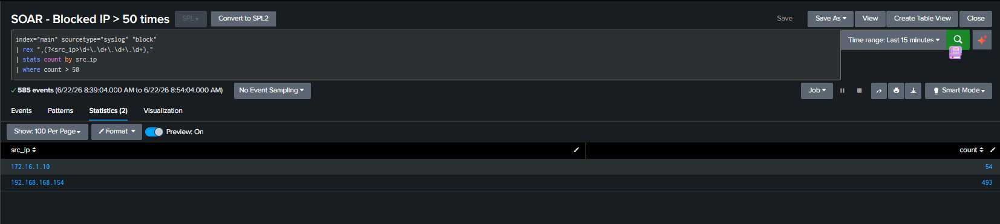 SOAR - Blocked IP > 50 times SPL Convert to SPL2 Save Save As View Create Table View Close
index="main" sourcetype="syslog" "block" Time range: Last 15 minutes
| rex ",(?<src_ip>\d+\.\d+\.\d+\.\d+),"
| stats count by src_ip
| where count > 50
585 events (6/22/26 8:39:04.000 AM to 6/22/26 8:54:04.000 AM) No Event Sampling Job Smart Mode
Events Patterns Statistics (2) Visualization
Show: 100 Per Page Format Preview: On
src_ip count
172.16.1.10 54
192.168.168.154 493